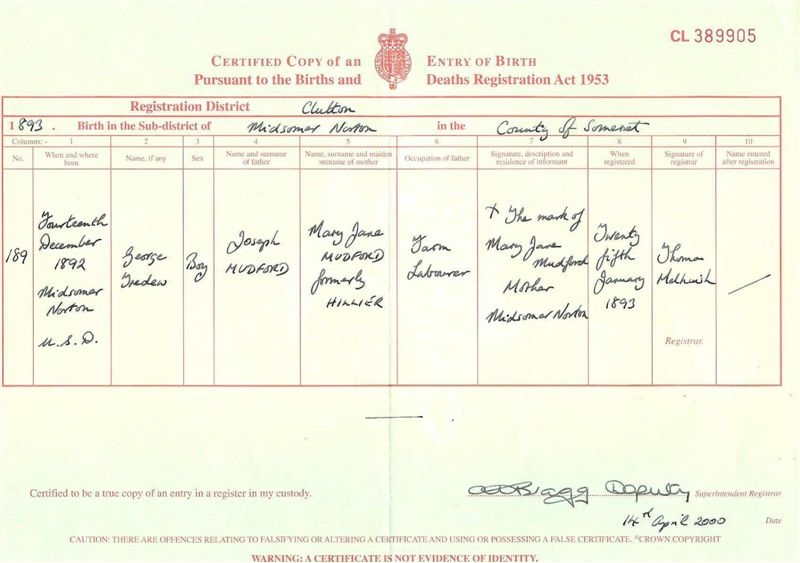 CL 389905
CERTIFIED COPY OF AN ENTRY OF BIRTH
Pursuant to the Births and Deaths Registration Act 1953
Registration District Clutton
1893. Birth in the Sub-district of Midsomer Norton in the County of Somerset
Columns:- 1 2 3 4 5 6 7 8 9 10
No.
When and where born
Name, if any
Sex
Name and surname of father
Name, surname and maiden surname of mother
Occupation of father
Signature, description and residence of informant
When registered
Signature of registrar
Name entered after registration
189
Fourteenth
December
1892
Midsomer
Norton
U.S.D.
George
Boy
Joseph
MUDFORD
Mary Jane
MUDFORD
formerly
HILLIER
Farm
Labourer
X The mark of
Mary Jane
Mudford
Mother
Midsomer Norton
Twenty
fifth
January
1893
Thomas
Melhuish
Registrar.
Certified to be a true copy of an entry in a register in my custody.
Bragg Deputy Superintendent Registrar
14th April 2000 Date
CAUTION: THERE ARE OFFENCES RELATING TO FALSIFYING OR ALTERING A CERTIFICATE AND USING OR POSSESSING A FALSE CERTIFICATE. ©CROWN COPYRIGHT
WARNING: A CERTIFICATE IS NOT EVIDENCE OF IDENTITY.